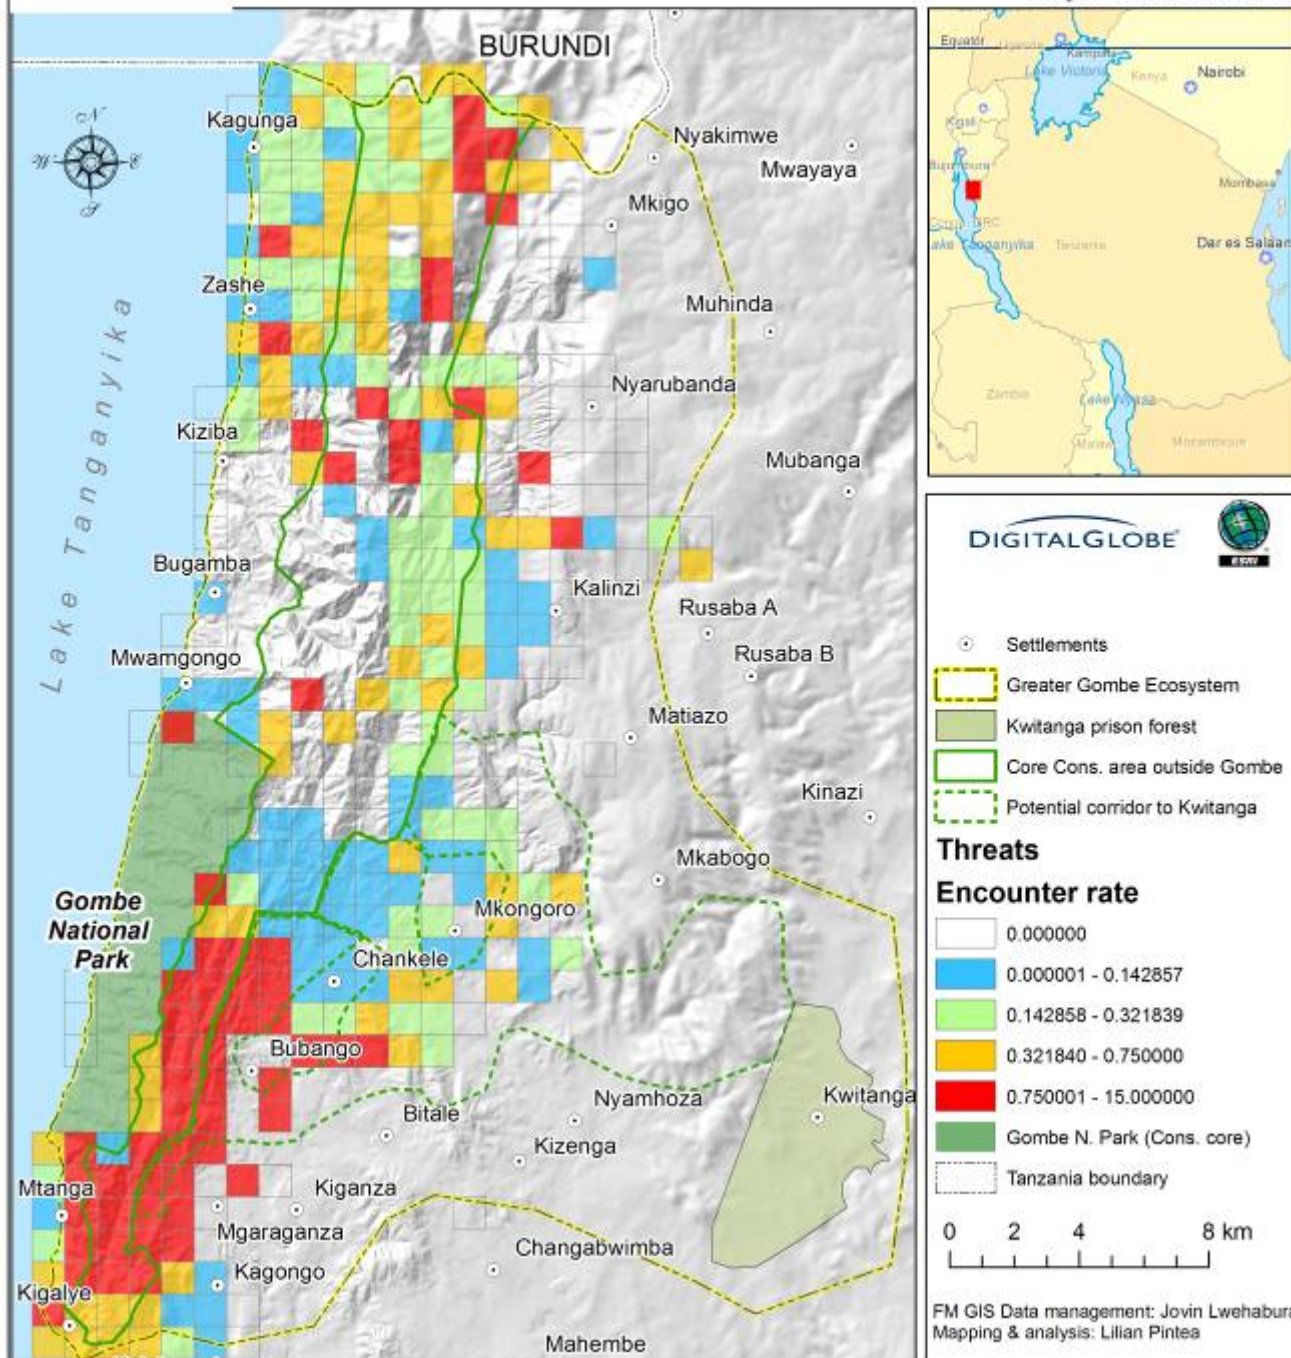 BURUNDI
Kagunga
Nyakimwe
Mwayaya
N
W
E
S
Mkigo
Zashe
Muhinda
Nyarubanda
Kiziba
Mubanga
Lake Tanganyika
Bugamba
Kalinzi
Rusaba A
Mwamgongo
Rusaba B
Matiazo
Kinazi
Mkabogo
Gombe
National
Park
Mkongoro
Chankele
Bubango
Nyamhoza
Kwitanga
Bitale
Kizenga
Mtanga
Kiganza
Mgaraganza
Changabwimba
Kagongo
Kigalye
Mahembe
Equator
Uganda
Kampala
Lake Victoria
Kenya
Nairobi
Kigali
Bujumbura
Mombasa
DRC
Tanzania
Dar es Salaam
Zambia
Lake Nyasa
Malawi
Mozambique
DIGITALGLOBE
ESRI
Settlements
Greater Gombe Ecosystem
Kwitanga prison forest
Core Cons. area outside Gombe
Potential corridor to Kwitanga
Threats
Encounter rate
0.000000
0.000001 - 0.142857
0.142858 - 0.321839
0.321840 - 0.750000
0.750001 - 15.000000
Gombe N. Park (Cons. core)
Tanzania boundary
0 2 4 8 km
FM GIS Data management: Jovin Lwehabura
Mapping & analysis: Lilian Pintea